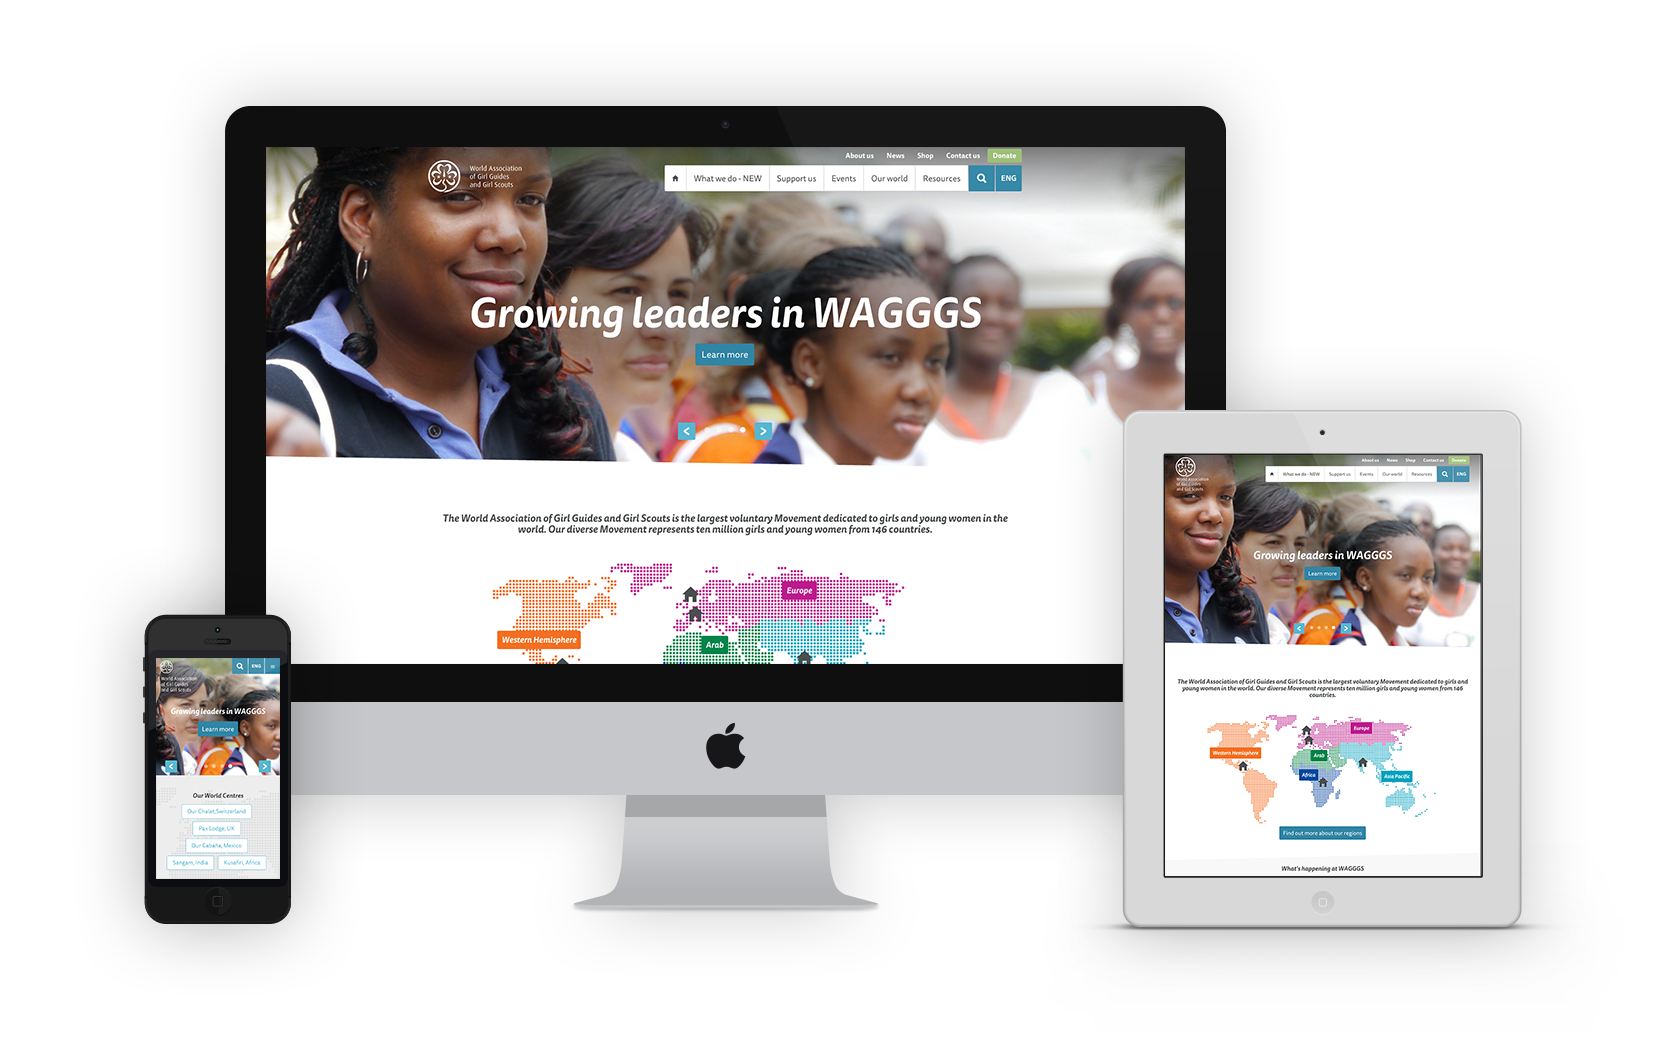 About us News Shop Contact us Donate
World Association
of Girl Guides
and Girl Scouts
What we do - NEW Support us Events Our world Resources ENG
Growing leaders in WAGGGS
Learn more
The World Association of Girl Guides and Girl Scouts is the largest voluntary Movement dedicated to girls and young women in the
world. Our diverse Movement represents ten million girls and young women from 146 countries.
Europe
Western Hemisphere
Arab
ENG
World Association
of Girl Guides
and Girl Scouts
Growing leaders in WAGGGS
Learn more
Our World Centres
Our Chalet, Switzerland
Pax Lodge, UK
Our Cabaña, Mexico
Sangam, India Kusafiri, Africa
About us News Shop Contact us Donate
What we do - NEW Support us Events Our world Resources ENG
World Association
of Girl Guides
and Girl Scouts
Growing leaders in WAGGGS
Learn more
The World Association of Girl Guides and Girl Scouts is the largest voluntary Movement dedicated to girls and
young women in the world. Our diverse Movement represents ten million girls and young women from 146
countries.
Europe
Western Hemisphere
Arab
Africa
Asia Pacific
Find out more about our regions
What's happening at WAGGGS